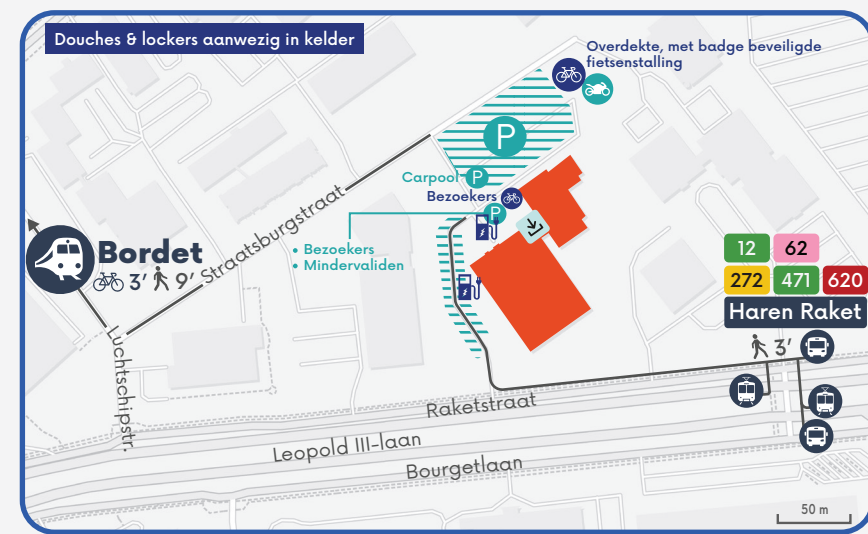 Douches & lockers aanwezig in kelder
Overdekte, met badge beveiligde
fietsenstalling
P
Carpool P
Bezoekers
P
• Bezoekers
• Mindervaliden
Straatsburgstraat
Bordet
3’ 9’
Luchtschipstr.
12 62
272 471 620
Haren Raket
3’
Raketstraat
Leopold III-laan
Bourgetlaan
50 m